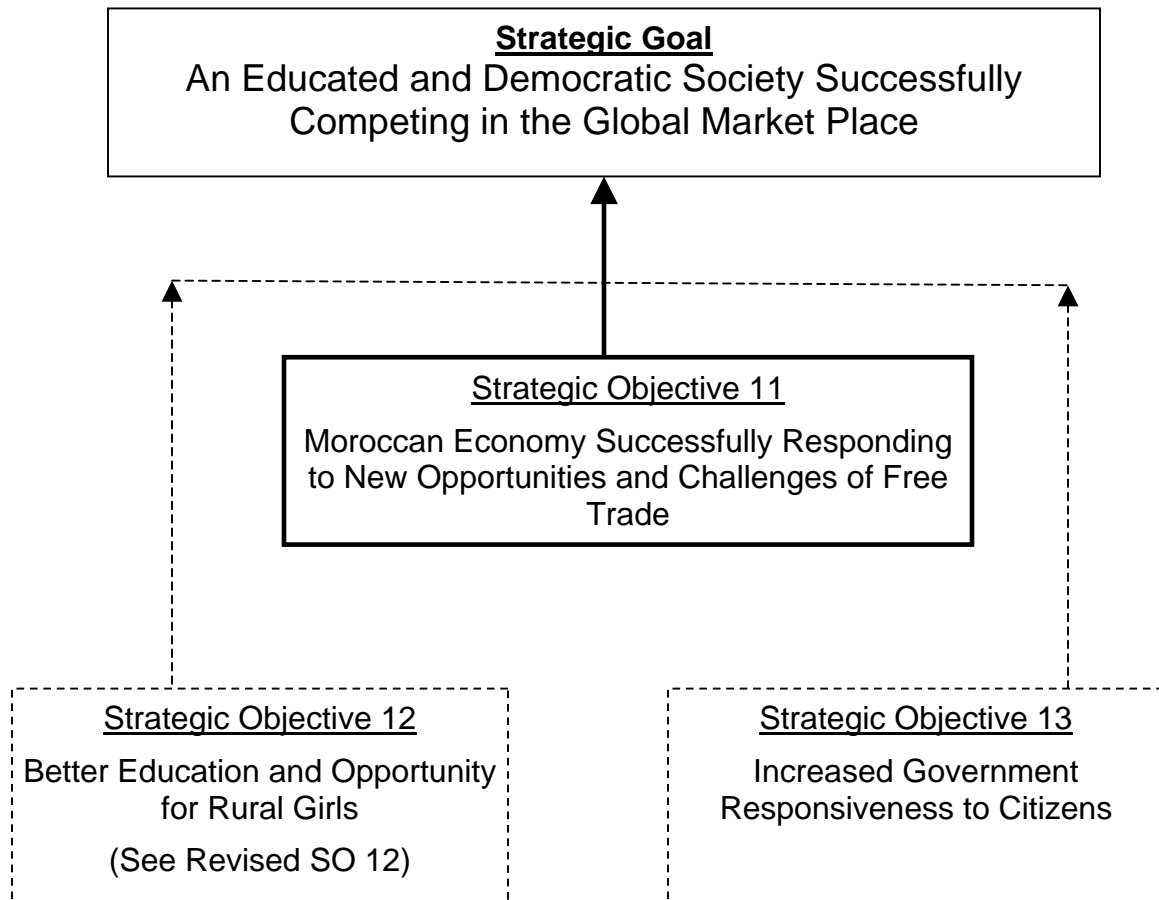 Strategic Goal
An Educated and Democratic Society Successfully
Competing in the Global Market Place
Strategic Objective 11
Moroccan Economy Successfully Responding
to New Opportunities and Challenges of Free
Trade
Strategic Objective 12
Better Education and Opportunity
for Rural Girls
(See Revised SO 12)
Strategic Objective 13
Increased Government
Responsiveness to Citizens